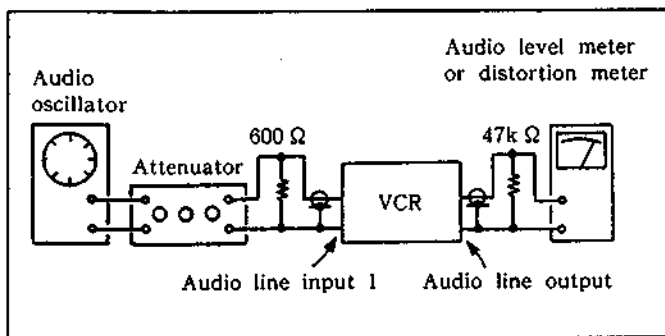 Audio level meter
or distortion meter
Audio
oscillator
600 Ω
47k Ω
Attenuator
VCR
Audio line input 1
Audio line output